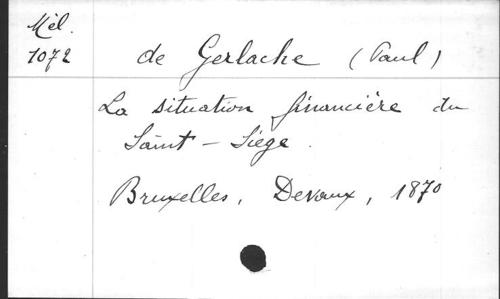 Mél.
1072
de Gerlache (Paul)
La situation financière du
Saint-Siège.
Bruxelles, Devaux, 1870